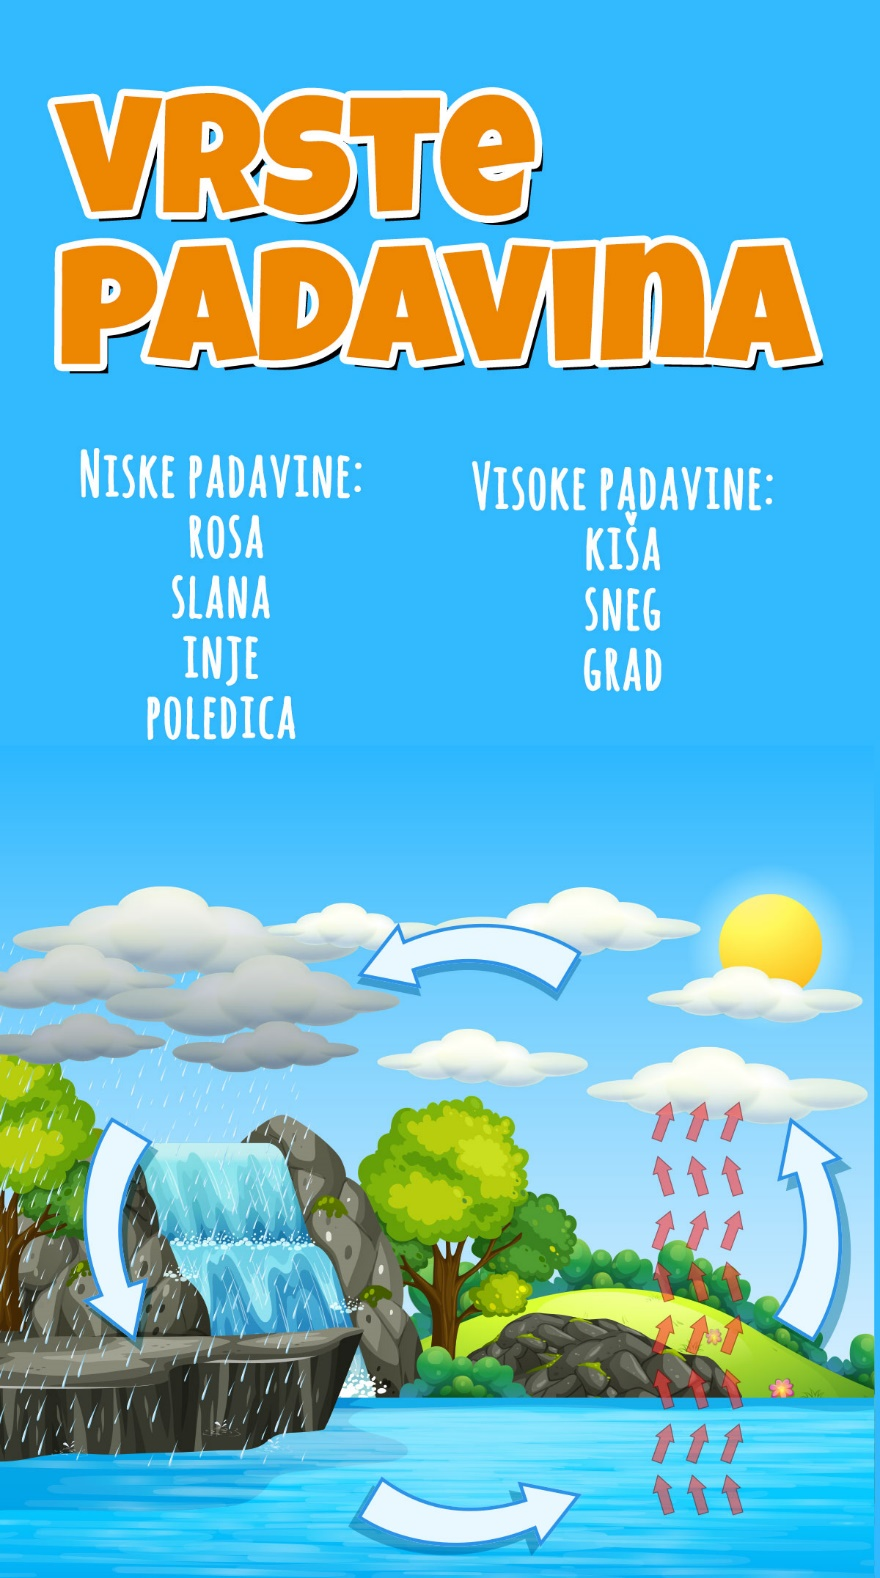 VRSTE
PADAVINA
NISKE PADAVINE:
ROSA
SLANA
INJE
POLEDICA
VISOKE PADAVINE:
KIŠA
SNEG
GRAD